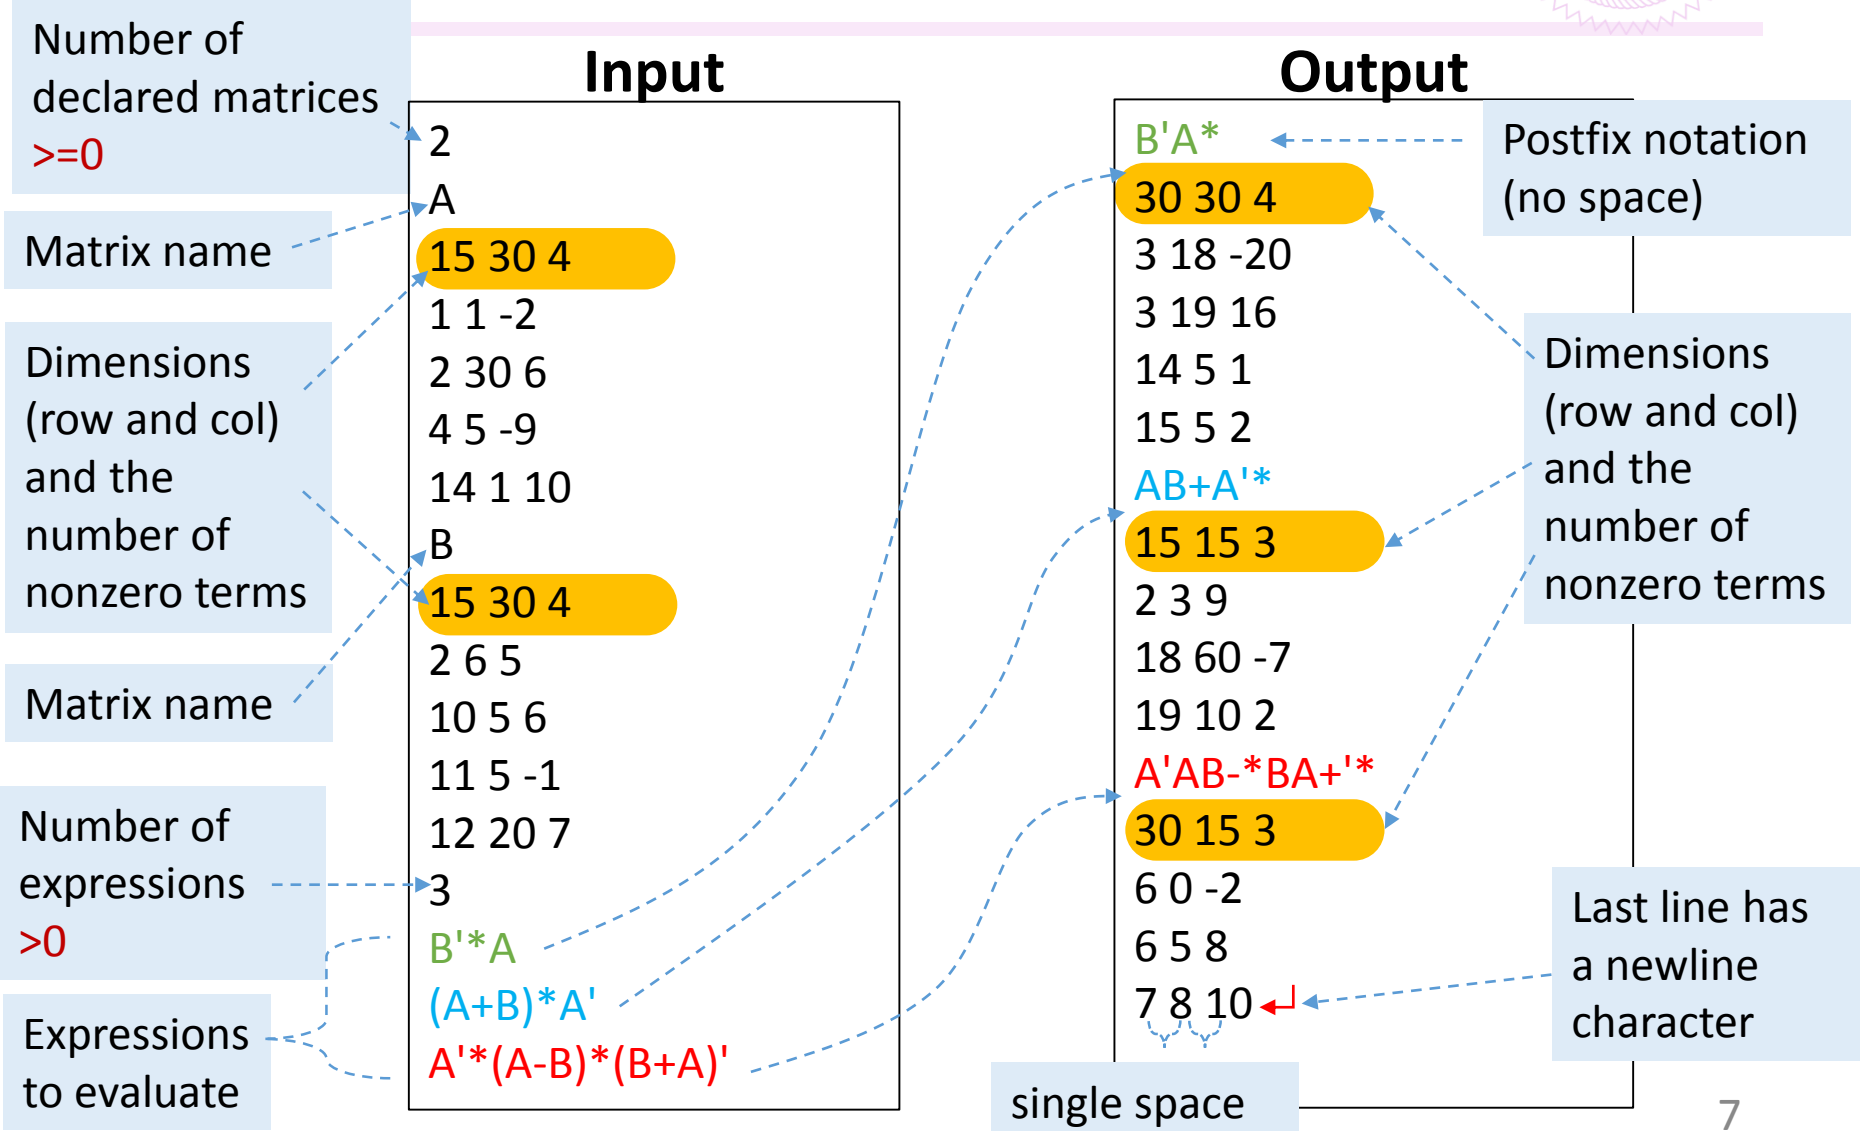 Number of
declared matrices
>=0
Matrix name
Dimensions
(row and col)
and the
number of
nonzero terms
Matrix name
Number of
expressions
>0
Expressions
to evaluate
Input
2
A
15 30 4
1 1 -2
2 30 6
4 5 -9
14 1 10
B
15 30 4
2 6 5
10 5 6
11 5 -1
12 20 7
3
B'*A
(A+B)*A'
A'*(A-B)*(B+A)'
Output
B'A*
30 30 4
3 18 -20
3 19 16
14 5 1
15 5 2
AB+A'*
15 15 3
2 3 9
18 60 -7
19 10 2
A'AB-*BA+'*
30 15 3
6 0 -2
6 5 8
7 8 10
single space
Postfix notation
(no space)
Dimensions
(row and col)
and the
number of
nonzero terms
Last line has
a newline
character
7